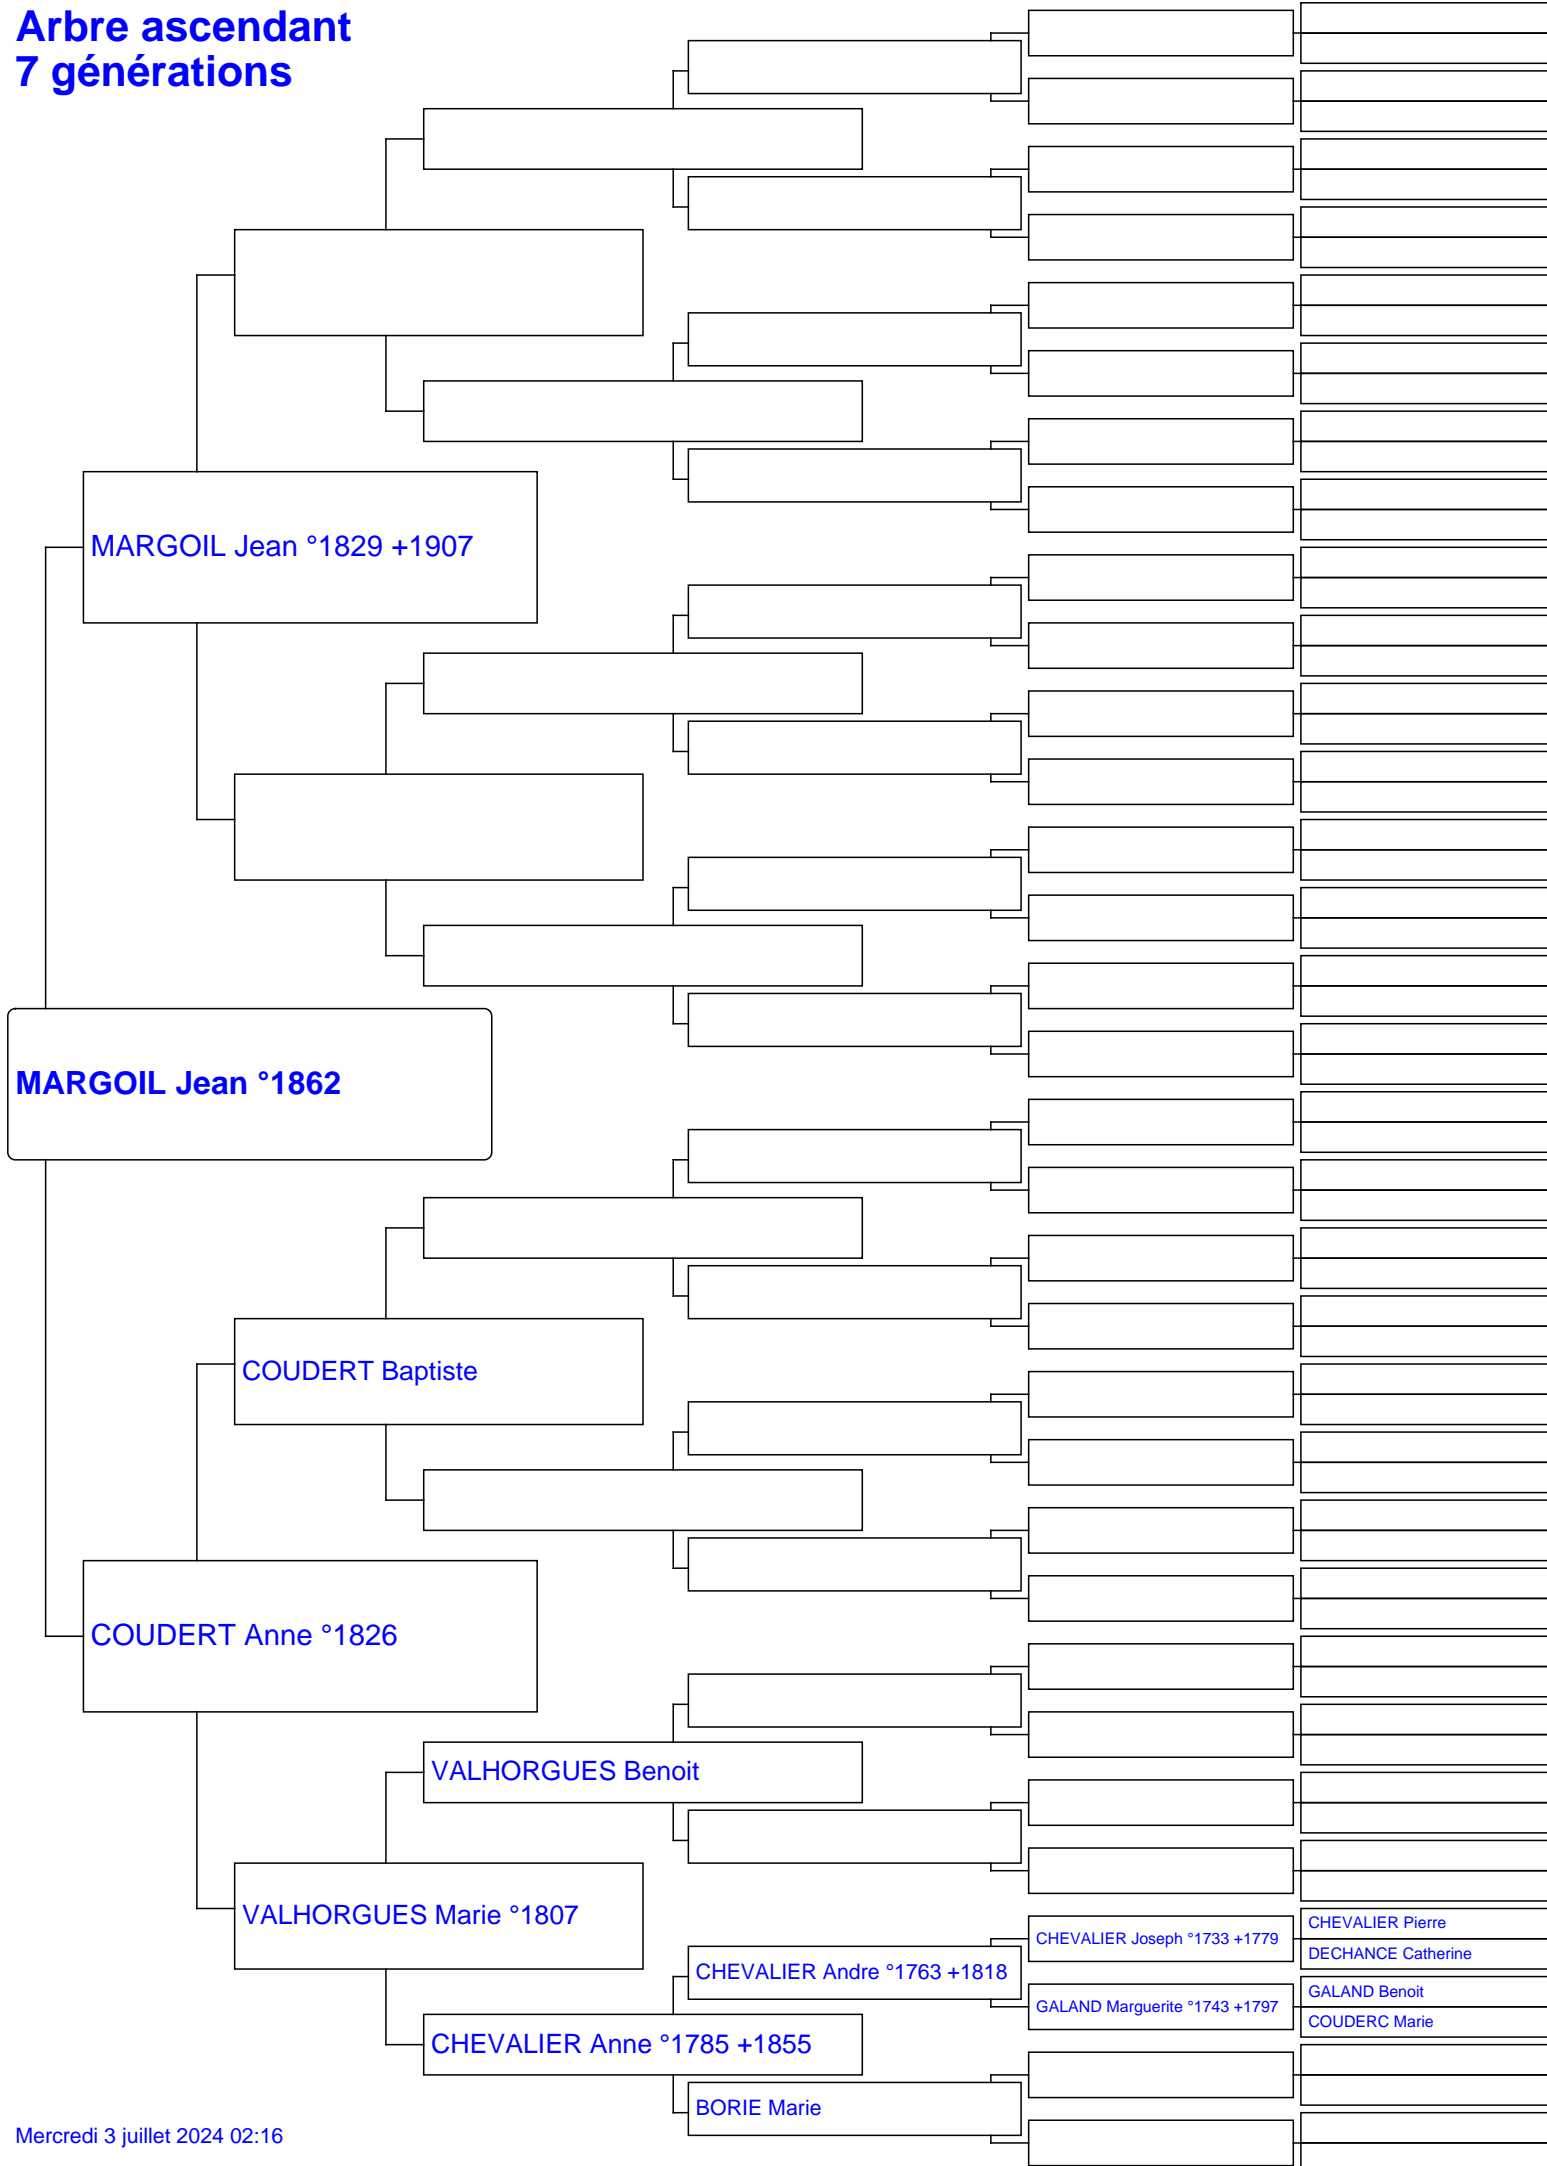 Arbre ascendant
7 générations
MARGOIL Jean °1829 +1907
MARGOIL Jean °1862
COUDERT Baptiste
COUDERT Anne °1826
VALHORGUES Benoit
VALHORGUES Marie °1807
CHEVALIER Pierre
CHEVALIER Joseph °1733 +1779
DECHANCE Catherine
CHEVALIER Andre °1763 +1818
GALAND Benoit
GALAND Marguerite °1743 +1797
COUDERC Marie
CHEVALIER Anne °1785 +1855
BORIE Marie
Mercredi 3 juillet 2024 02:16